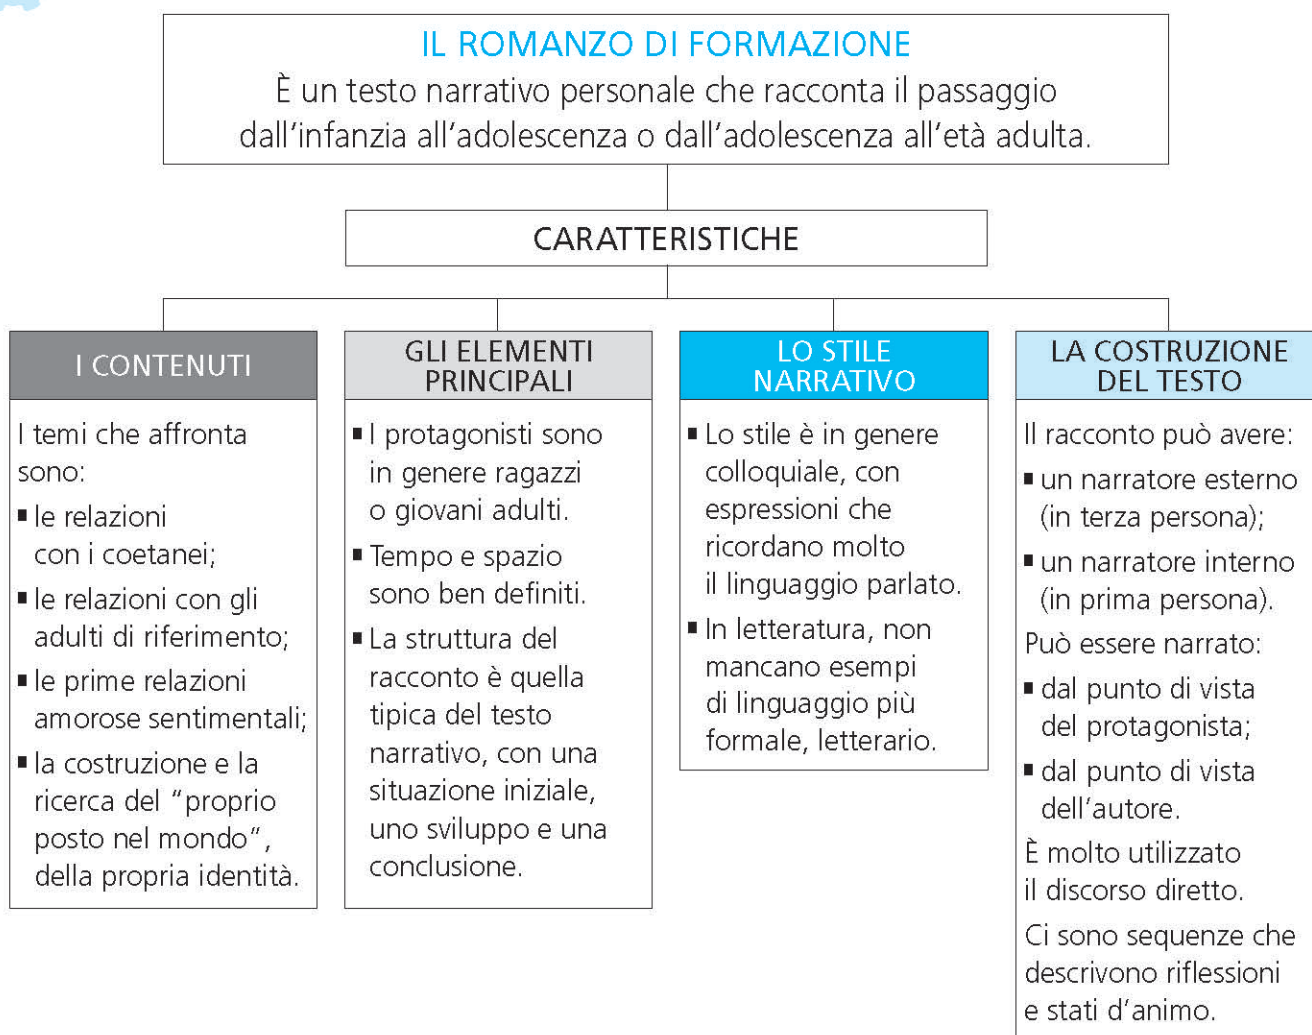 IL ROMANZO DI FORMAZIONE
È un testo narrativo personale che racconta il passaggio
dall'infanzia all'adolescenza o dall'adolescenza all'età adulta.
CARATTERISTICHE
I CONTENUTI
I temi che affronta
sono:
▪ le relazioni
con i coetanei;
▪ le relazioni con gli
adulti di riferimento;
▪ le prime relazioni
amorose sentimentali;
▪ la costruzione e la
ricerca del “proprio
posto nel mondo”,
della propria identità.
GLI ELEMENTI
PRINCIPALI
▪ I protagonisti sono
in genere ragazzi
o giovani adulti.
▪ Tempo e spazio
sono ben definiti.
▪ La struttura del
racconto è quella
tipica del testo
narrativo, con una
situazione iniziale,
uno sviluppo e una
conclusione.
LO STILE
NARRATIVO
▪ Lo stile è in genere
colloquiale, con
espressioni che
ricordano molto
il linguaggio parlato.
▪ In letteratura, non
mancano esempi
di linguaggio più
formale, letterario.
LA COSTRUZIONE
DEL TESTO
Il racconto può avere:
▪ un narratore esterno
(in terza persona);
▪ un narratore interno
(in prima persona).
Può essere narrato:
▪ dal punto di vista
del protagonista;
▪ dal punto di vista
dell'autore.
È molto utilizzato
il discorso diretto.
Ci sono sequenze che
descrivono riflessioni
e stati d'animo.